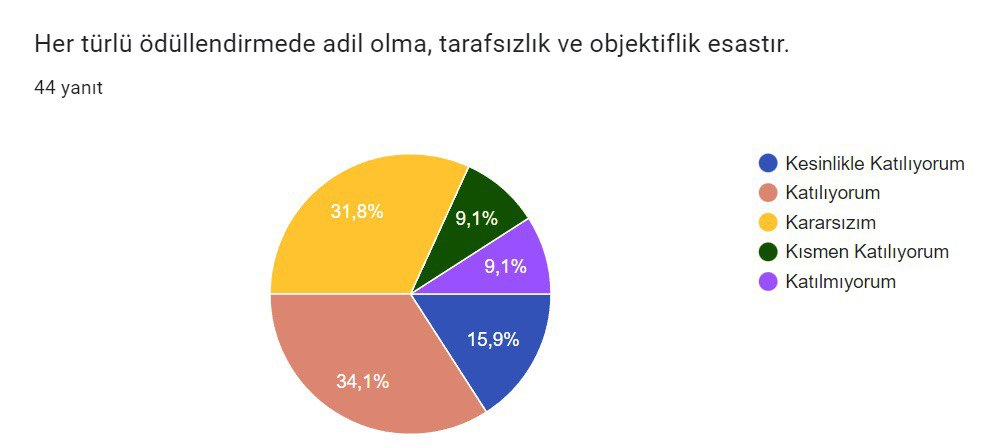 Her türlü ödüllendirmede adil olma, tarafsızlık ve objektiflik esastır.
44 yanıt
31,8%
9,1%
9,1%
15,9%
34,1%
Kesinlikle Katılıyorum
Katılıyorum
Kararsızım
Kısmen Katılıyorum
Katılmıyorum